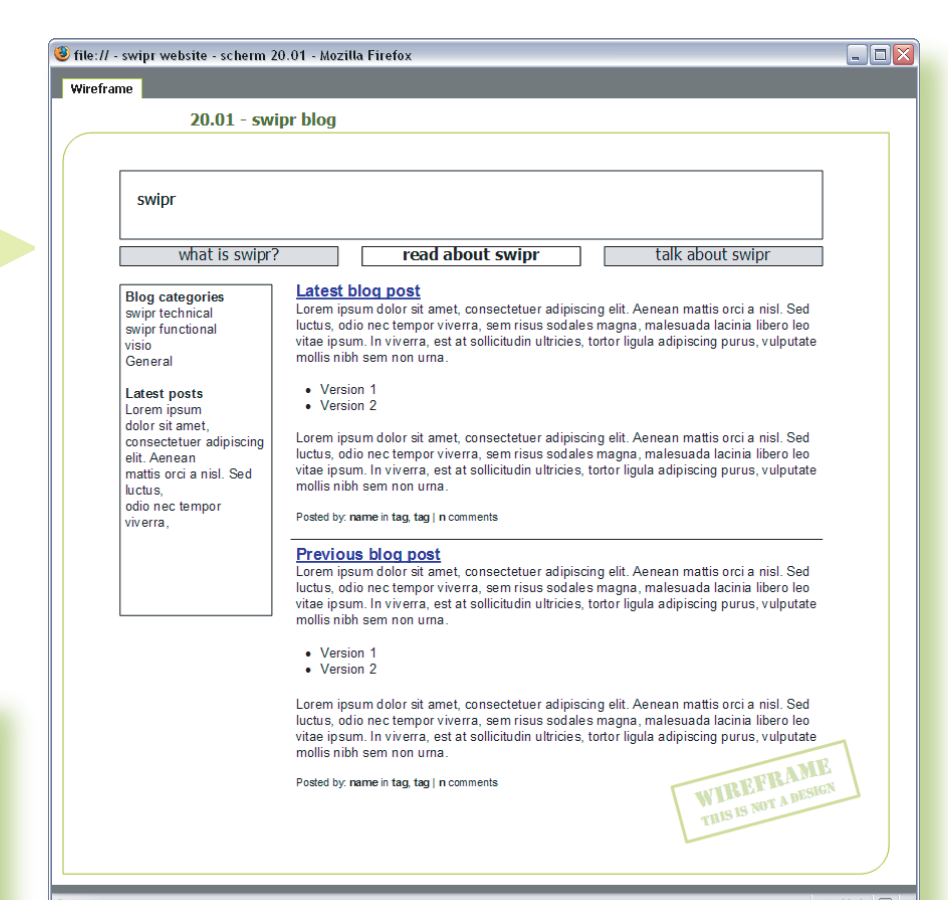 file:// - swipr website - scherm 20.01 - Mozilla Firefox
Wireframe
20.01 - swipr blog
swipr
what is swipr?
read about swipr
talk about swipr
Blog categories
swipr technical
swipr functional
visio
General
Latest posts
Lorem ipsum
dolor sit amet,
consectetuer adipiscing
elit. Aenean
mattis orci a nisl. Sed
luctus,
odio nec tempor
viverra,
Latest blog post
Lorem ipsum dolor sit amet, consectetuer adipiscing elit. Aenean mattis orci a nisl. Sed
luctus, odio nec tempor viverra, sem risus sodales magna, malesuada lacinia libero leo
vitae ipsum. In viverra, est at sollicitudin ultricies, tortor ligula adipiscing purus, vulputate
mollis nibh sem non urna.
• Version 1
• Version 2
Lorem ipsum dolor sit amet, consectetuer adipiscing elit. Aenean mattis orci a nisl. Sed
luctus, odio nec tempor viverra, sem risus sodales magna, malesuada lacinia libero leo
vitae ipsum. In viverra, est at sollicitudin ultricies, tortor ligula adipiscing purus, vulputate
mollis nibh sem non urna.
Posted by: name in tag, tag | n comments
Previous blog post
Lorem ipsum dolor sit amet, consectetuer adipiscing elit. Aenean mattis orci a nisl. Sed
luctus, odio nec tempor viverra, sem risus sodales magna, malesuada lacinia libero leo
vitae ipsum. In viverra, est at sollicitudin ultricies, tortor ligula adipiscing purus, vulputate
mollis nibh sem non urna.
• Version 1
• Version 2
Lorem ipsum dolor sit amet, consectetuer adipiscing elit. Aenean mattis orci a nisl. Sed
luctus, odio nec tempor viverra, sem risus sodales magna, malesuada lacinia libero leo
vitae ipsum. In viverra, est at sollicitudin ultricies, tortor ligula adipiscing purus, vulputate
mollis nibh sem non urna.
Posted by: name in tag, tag | n comments
WIREFRAME
THIS IS NOT A DESIGN